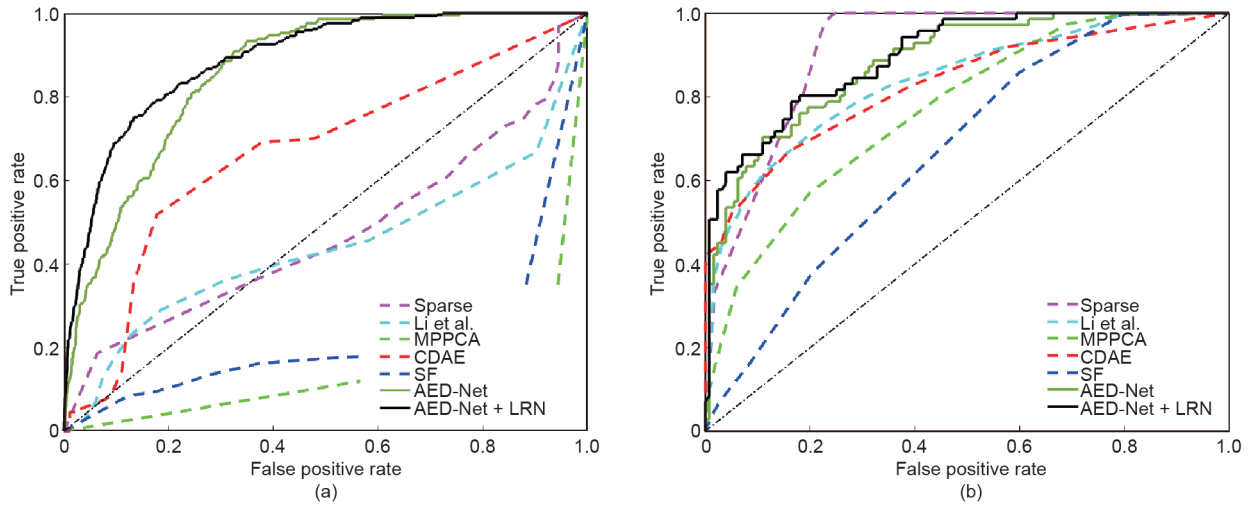 1.0
0.8
0.6
0.4
0.2
0
True positive rate
Sparse
Li et al.
MPPCA
CDAE
SF
AED-Net
AED-Net + LRN
0 0.2 0.4 0.6 0.8 1.0
False positive rate
(a)
1.0
0.8
0.6
0.4
0.2
0
True positive rate
Sparse
Li et al.
MPPCA
CDAE
SF
AED-Net
AED-Net + LRN
0 0.2 0.4 0.6 0.8 1.0
False positive rate
(b)